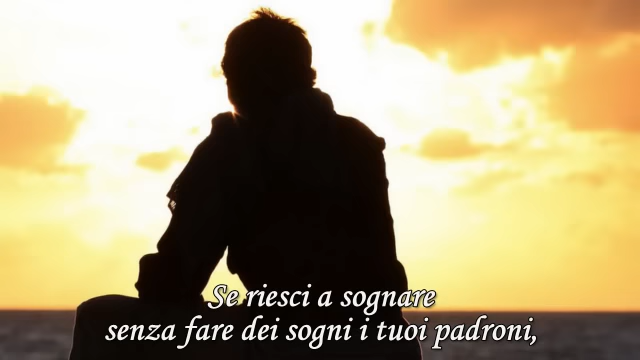 Se riesci a sognare
senza fare dei sogni i tuoi padroni,